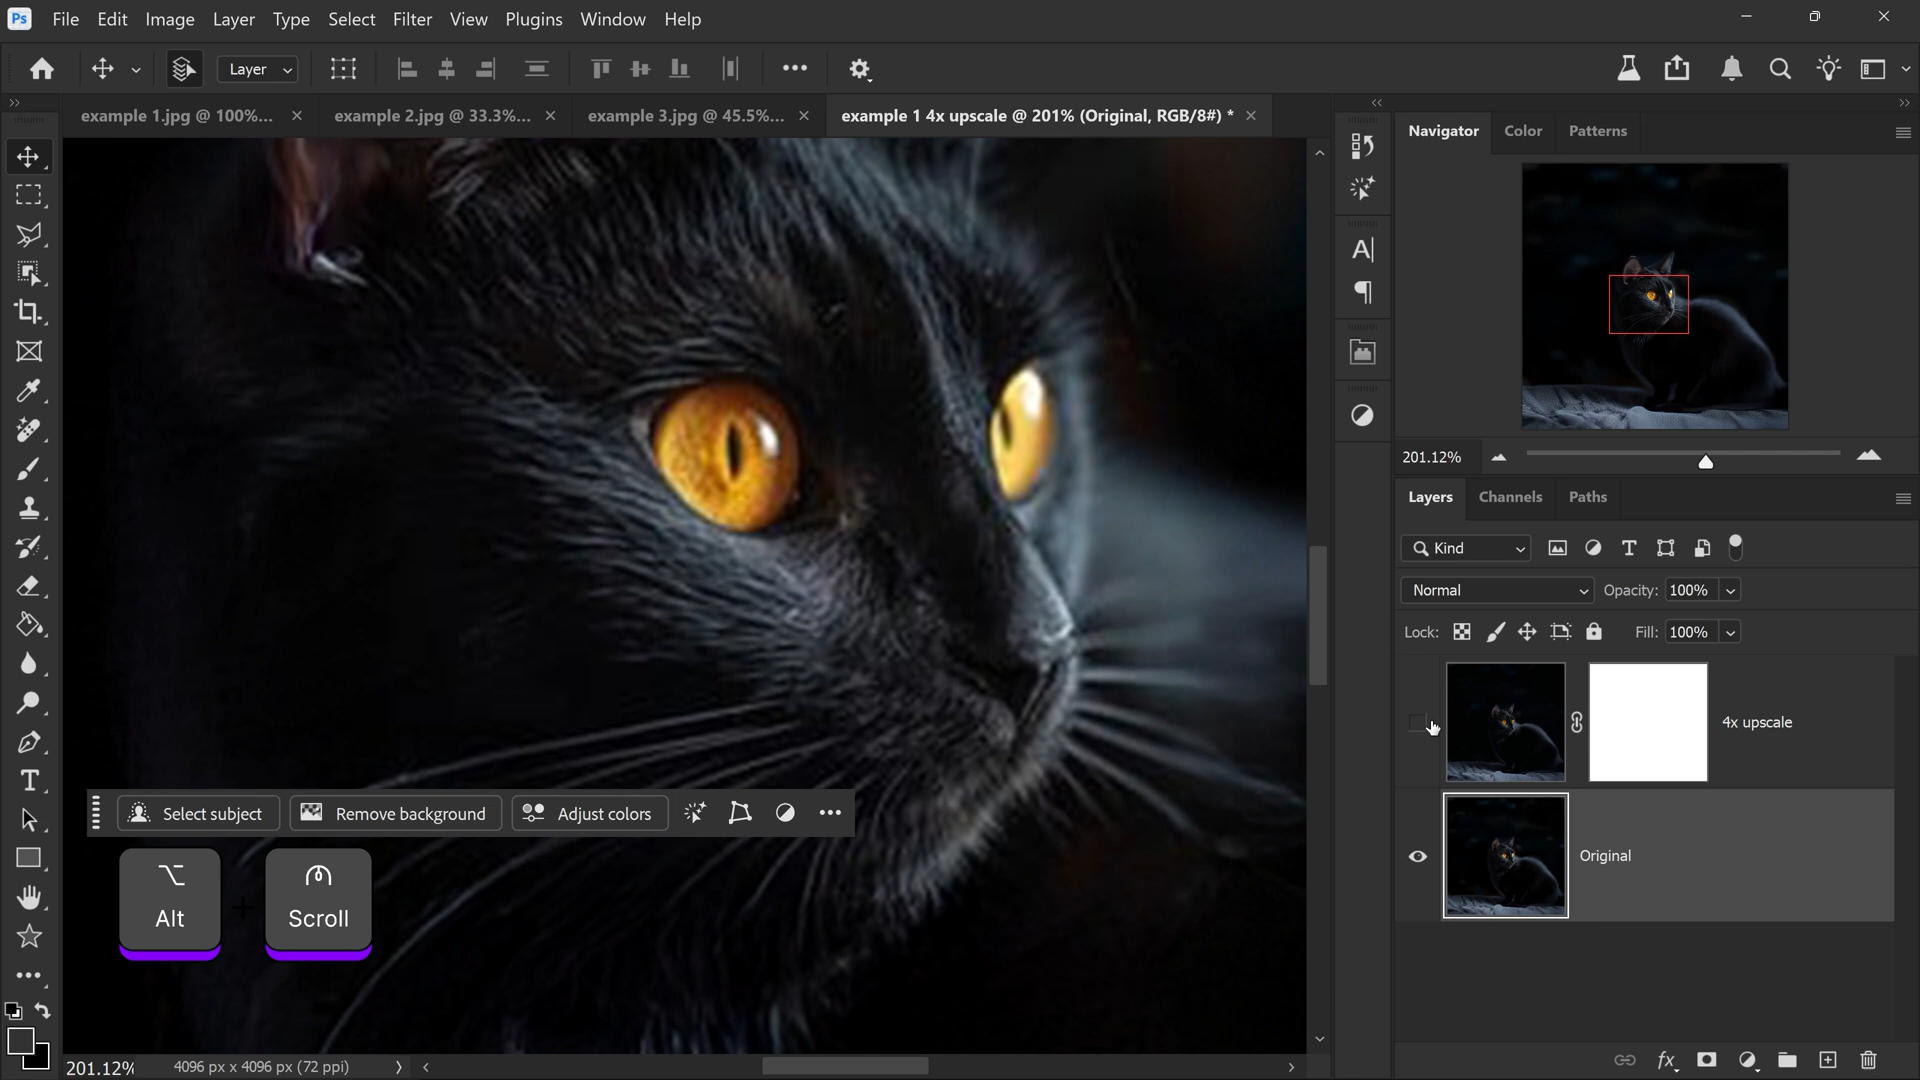 Ps File Edit Image Layer Type Select Filter View Plugins Window Help
Layer
example 1.jpg @ 100%... example 2.jpg @ 33.3%... example 3.jpg @ 45.5%... example 1 4x upscale @ 201% (Original, RGB/8#) *
Navigator Color Patterns
201.12%
Layers Channels Paths
Kind
Normal Opacity: 100%
Lock: Fill: 100%
4x upscale
Original
Select subject Remove background Adjust colors
Alt + Scroll
201.12% 4096 px x 4096 px (72 ppi)